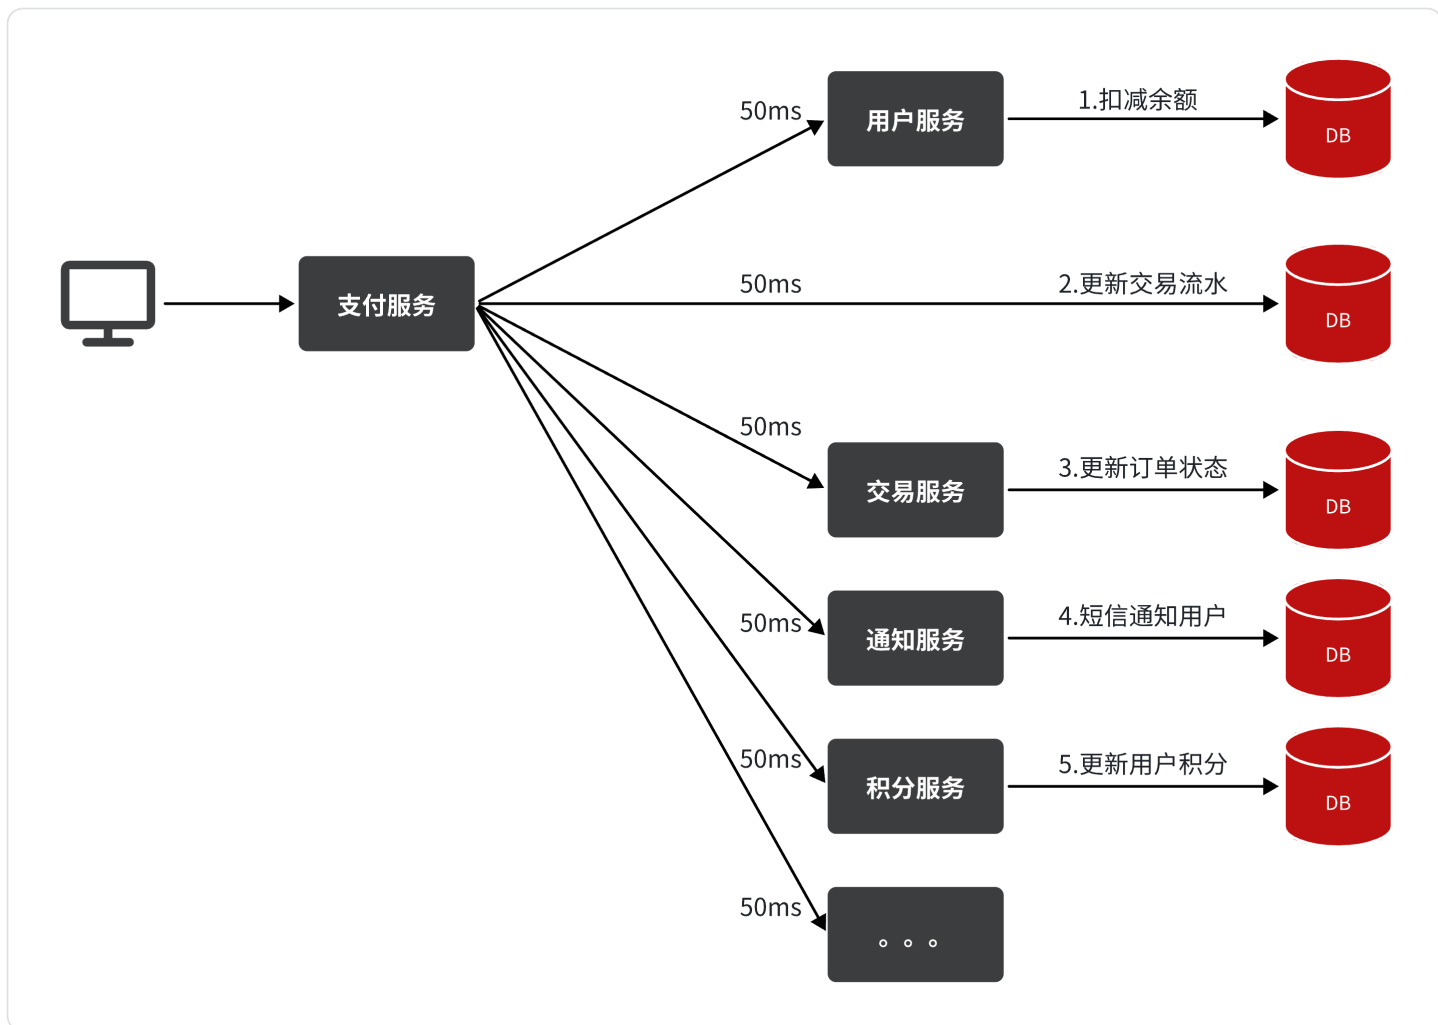 50ms
用户服务
1.扣减余额
DB
支付服务
50ms
2.更新交易流水
DB
50ms
交易服务
3.更新订单状态
DB
50ms
通知服务
4.短信通知用户
DB
50ms
积分服务
5.更新用户积分
DB
50ms
。。。